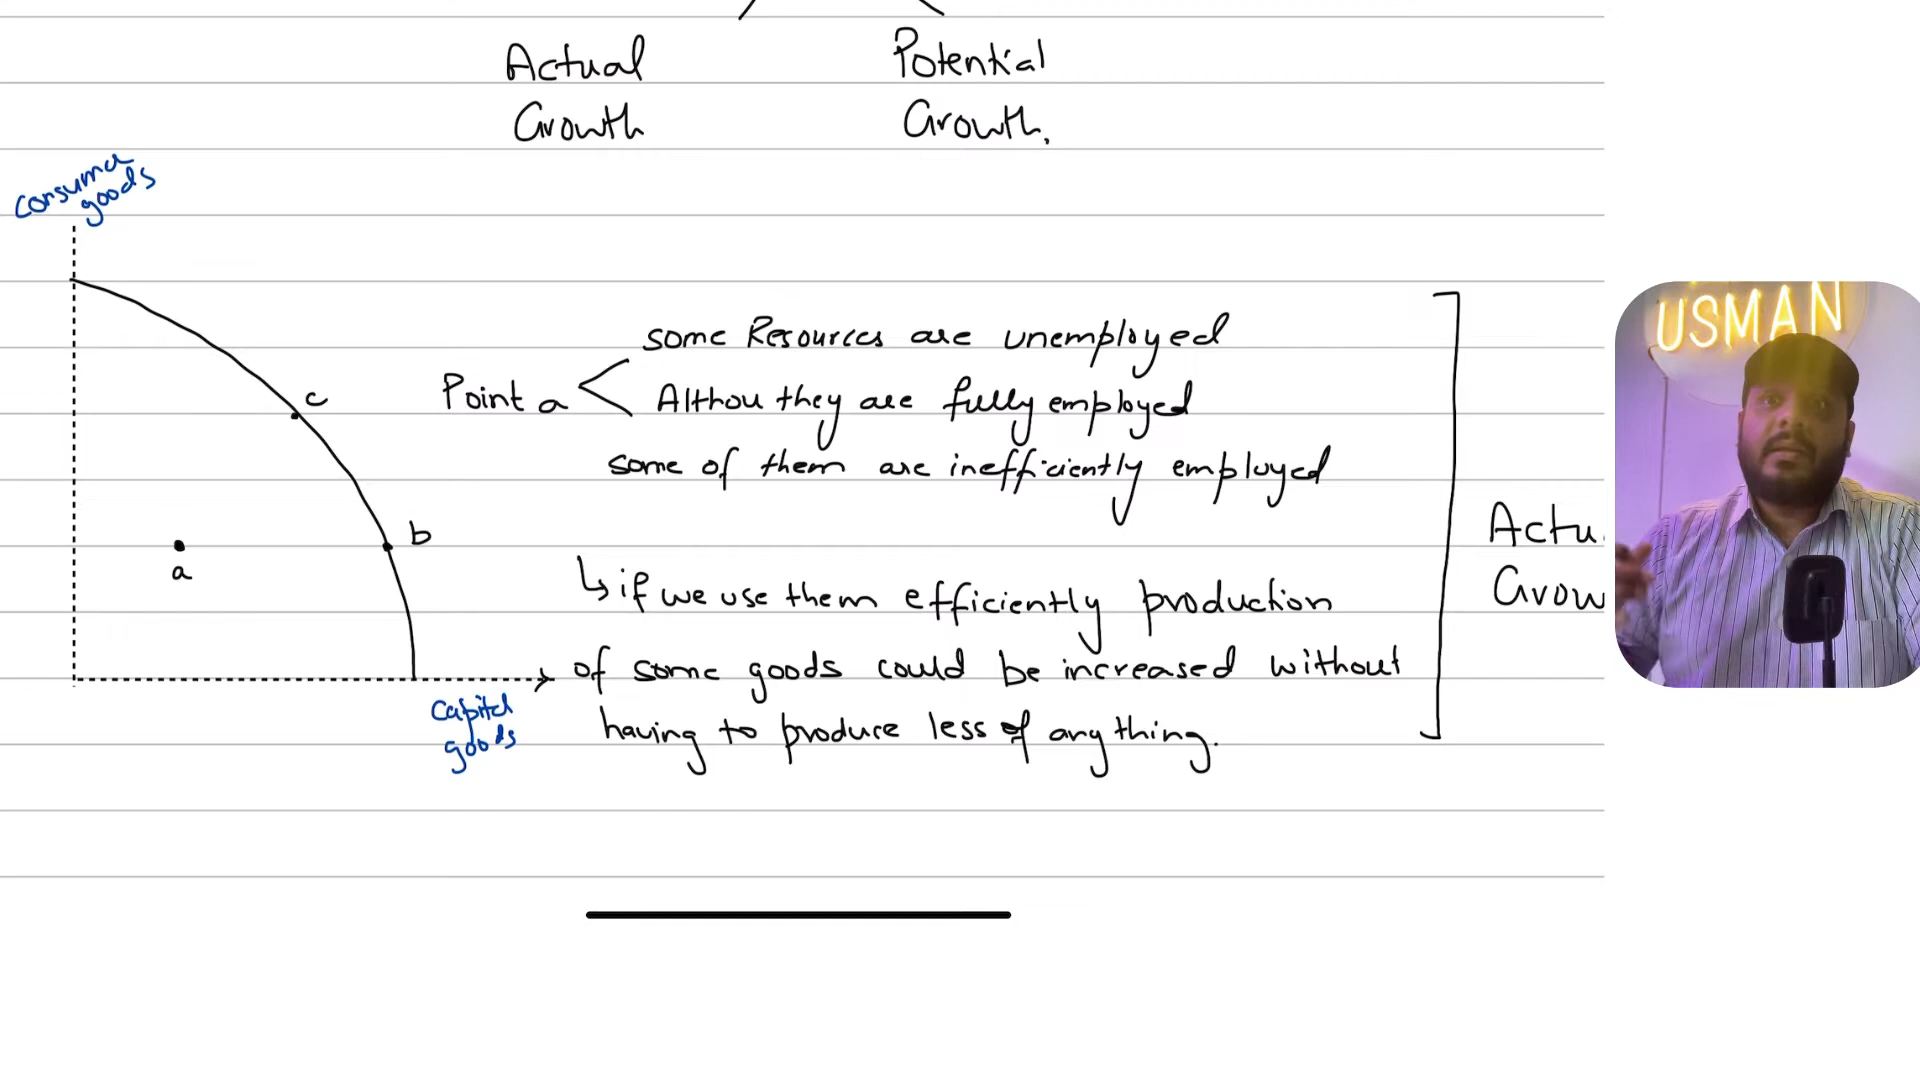 Actual
Growth
Potential
Growth.
consumer
goods
c
b
a
Capital
goods
Point a
some Resources are unemployed
Althou they are fully employed
some of them are inefficiently employed
↳ if we use them efficiently production
of some goods could be increased without
having to produce less of anything.
Actu
Grow
USMAN